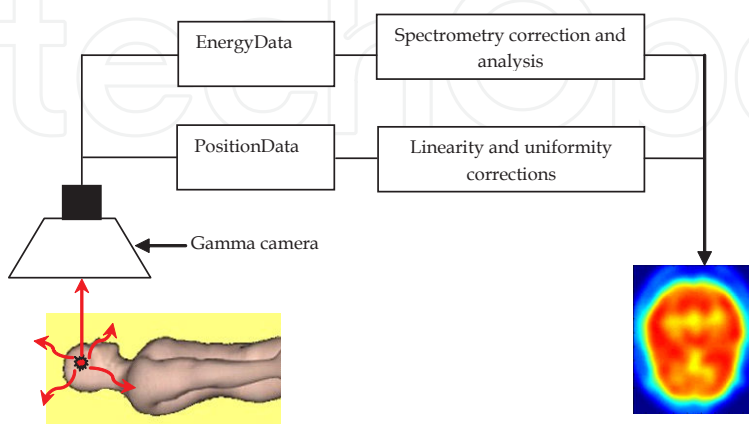 EnergyData
Spectrometry correction and
analysis
PositionData
Linearity and uniformity
corrections
Gamma camera